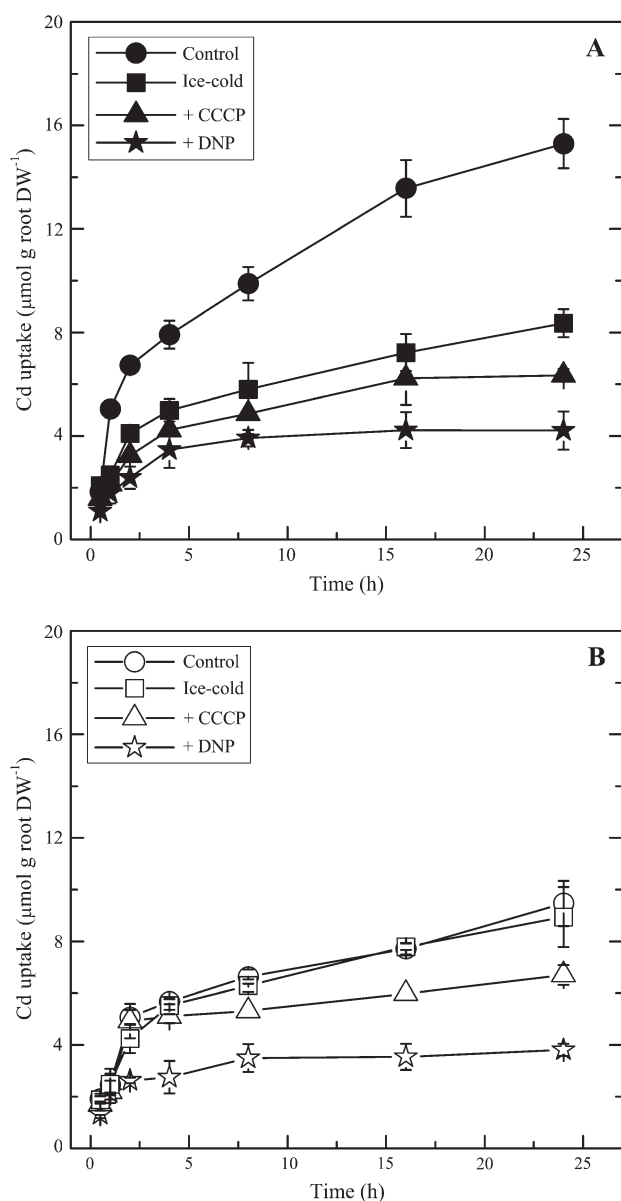 A
Control
Ice-cold
+ CCCP
+ DNP
20
16
12
8
4
0
Cd uptake (μmol g root DW⁻¹)
0 5 10 15 20 25
Time (h)
B
Control
Ice-cold
+ CCCP
+ DNP
20
16
12
8
4
0
Cd uptake (μmol g root DW⁻¹)
0 5 10 15 20 25
Time (h)